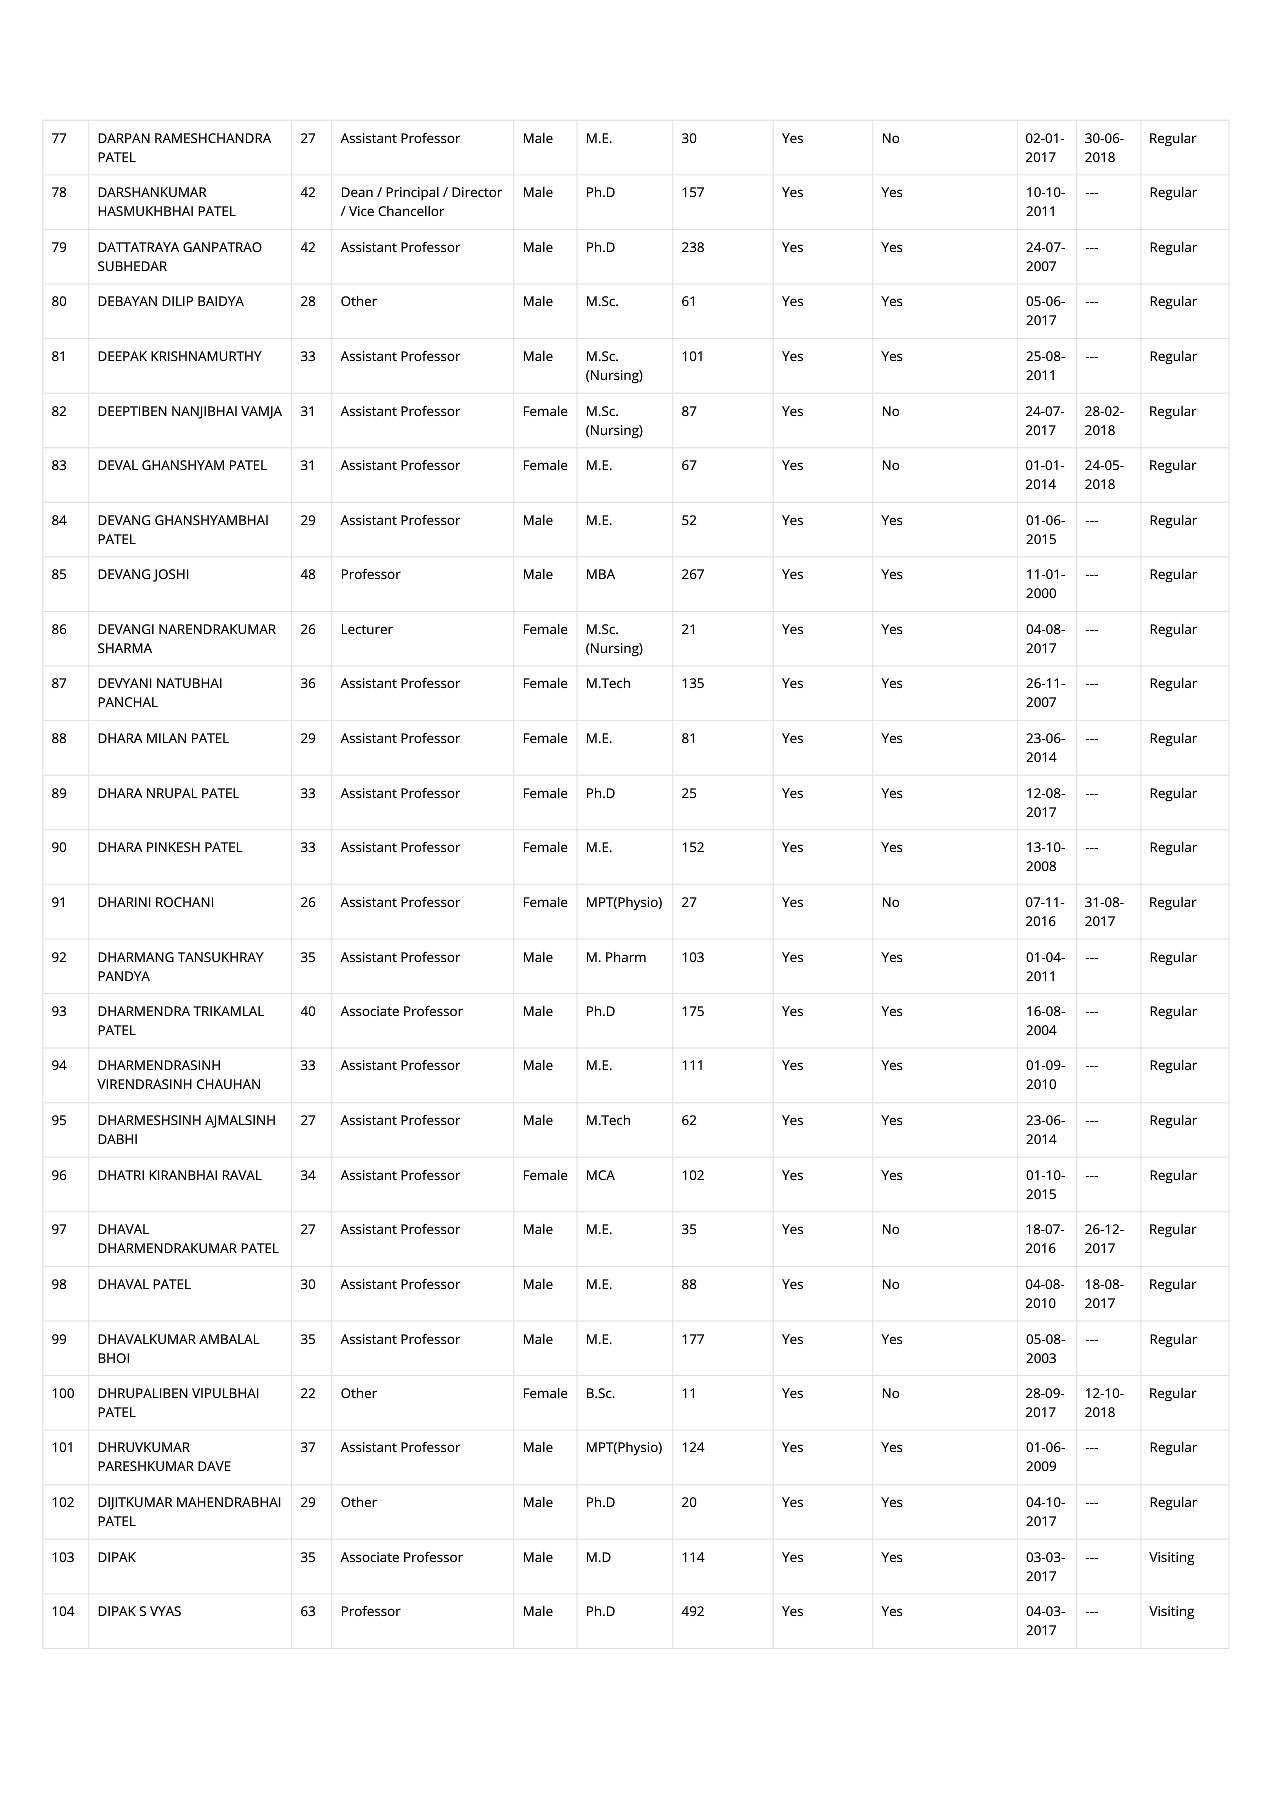 77 DARPAN RAMESHCHANDRA 27 Assistant Professor Male M.E. 30 Yes No 02-01- 30-06- Regular
PATEL 2017 2018
78 DARSHANKUMAR 42 Dean / Principal / Director Male Ph.D 157 Yes Yes 10-10- --- Regular
HASMUKHBHAI PATEL / Vice Chancellor 2011
79 DATTATRAYA GANPATRAO 42 Assistant Professor Male Ph.D 238 Yes Yes 24-07- --- Regular
SUBHEDAR 2007
80 DEBAYAN DILIP BAIDYA 28 Other Male M.Sc. 61 Yes Yes 05-06- --- Regular
2017
81 DEEPAK KRISHNAMURTHY 33 Assistant Professor Male M.Sc. 101 Yes Yes 25-08- --- Regular
(Nursing) 2011
82 DEEPTIBEN NANJIBHAI VAMJA 31 Assistant Professor Female M.Sc. 87 Yes No 24-07- 28-02- Regular
(Nursing) 2017 2018
83 DEVAL GHANSHYAM PATEL 31 Assistant Professor Female M.E. 67 Yes No 01-01- 24-05- Regular
2014 2018
84 DEVANG GHANSHYAMBHAI 29 Assistant Professor Male M.E. 52 Yes Yes 01-06- --- Regular
PATEL 2015
85 DEVANG JOSHI 48 Professor Male MBA 267 Yes Yes 11-01- --- Regular
2000
86 DEVANGI NARENDRAKUMAR 26 Lecturer Female M.Sc. 21 Yes Yes 04-08- --- Regular
SHARMA (Nursing) 2017
87 DEVYANI NATUBHAI 36 Assistant Professor Female M.Tech 135 Yes Yes 26-11- --- Regular
PANCHAL 2007
88 DHARA MILAN PATEL 29 Assistant Professor Female M.E. 81 Yes Yes 23-06- --- Regular
2014
89 DHARA NRUPAL PATEL 33 Assistant Professor Female Ph.D 25 Yes Yes 12-08- --- Regular
2017
90 DHARA PINKESH PATEL 33 Assistant Professor Female M.E. 152 Yes Yes 13-10- --- Regular
2008
91 DHARINI ROCHANI 26 Assistant Professor Female MPT(Physio) 27 Yes No 07-11- 31-08- Regular
2016 2017
92 DHARMANG TANSUKHRAY 35 Assistant Professor Male M. Pharm 103 Yes Yes 01-04- --- Regular
PANDYA 2011
93 DHARMENDRA TRIKAMLAL 40 Associate Professor Male Ph.D 175 Yes Yes 16-08- --- Regular
PATEL 2004
94 DHARMENDRASINH 33 Assistant Professor Male M.E. 111 Yes Yes 01-09- --- Regular
VIRENDRASINH CHAUHAN 2010
95 DHARMESHSINH AJMALSINH 27 Assistant Professor Male M.Tech 62 Yes Yes 23-06- --- Regular
DABHI 2014
96 DHATRI KIRANBHAI RAVAL 34 Assistant Professor Female MCA 102 Yes Yes 01-10- --- Regular
2015
97 DHAVAL 27 Assistant Professor Male M.E. 35 Yes No 18-07- 26-12- Regular
DHARMENDRAKUMAR PATEL 2016 2017
98 DHAVAL PATEL 30 Assistant Professor Male M.E. 88 Yes No 04-08- 18-08- Regular
2010 2017
99 DHAVALKUMAR AMBALAL 35 Assistant Professor Male M.E. 177 Yes Yes 05-08- --- Regular
BHOI 2003
100 DHRUPALIBEN VIPULBHAI 22 Other Female B.Sc. 11 Yes No 28-09- 12-10- Regular
PATEL 2017 2018
101 DHRUVKUMAR 37 Assistant Professor Male MPT(Physio) 124 Yes Yes 01-06- --- Regular
PARESHKUMAR DAVE 2009
102 DIJITKUMAR MAHENDRABHAI 29 Other Male Ph.D 20 Yes Yes 04-10- --- Regular
PATEL 2017
103 DIPAK 35 Associate Professor Male M.D 114 Yes Yes 03-03- --- Visiting
2017
104 DIPAK S VYAS 63 Professor Male Ph.D 492 Yes Yes 04-03- --- Visiting
2017